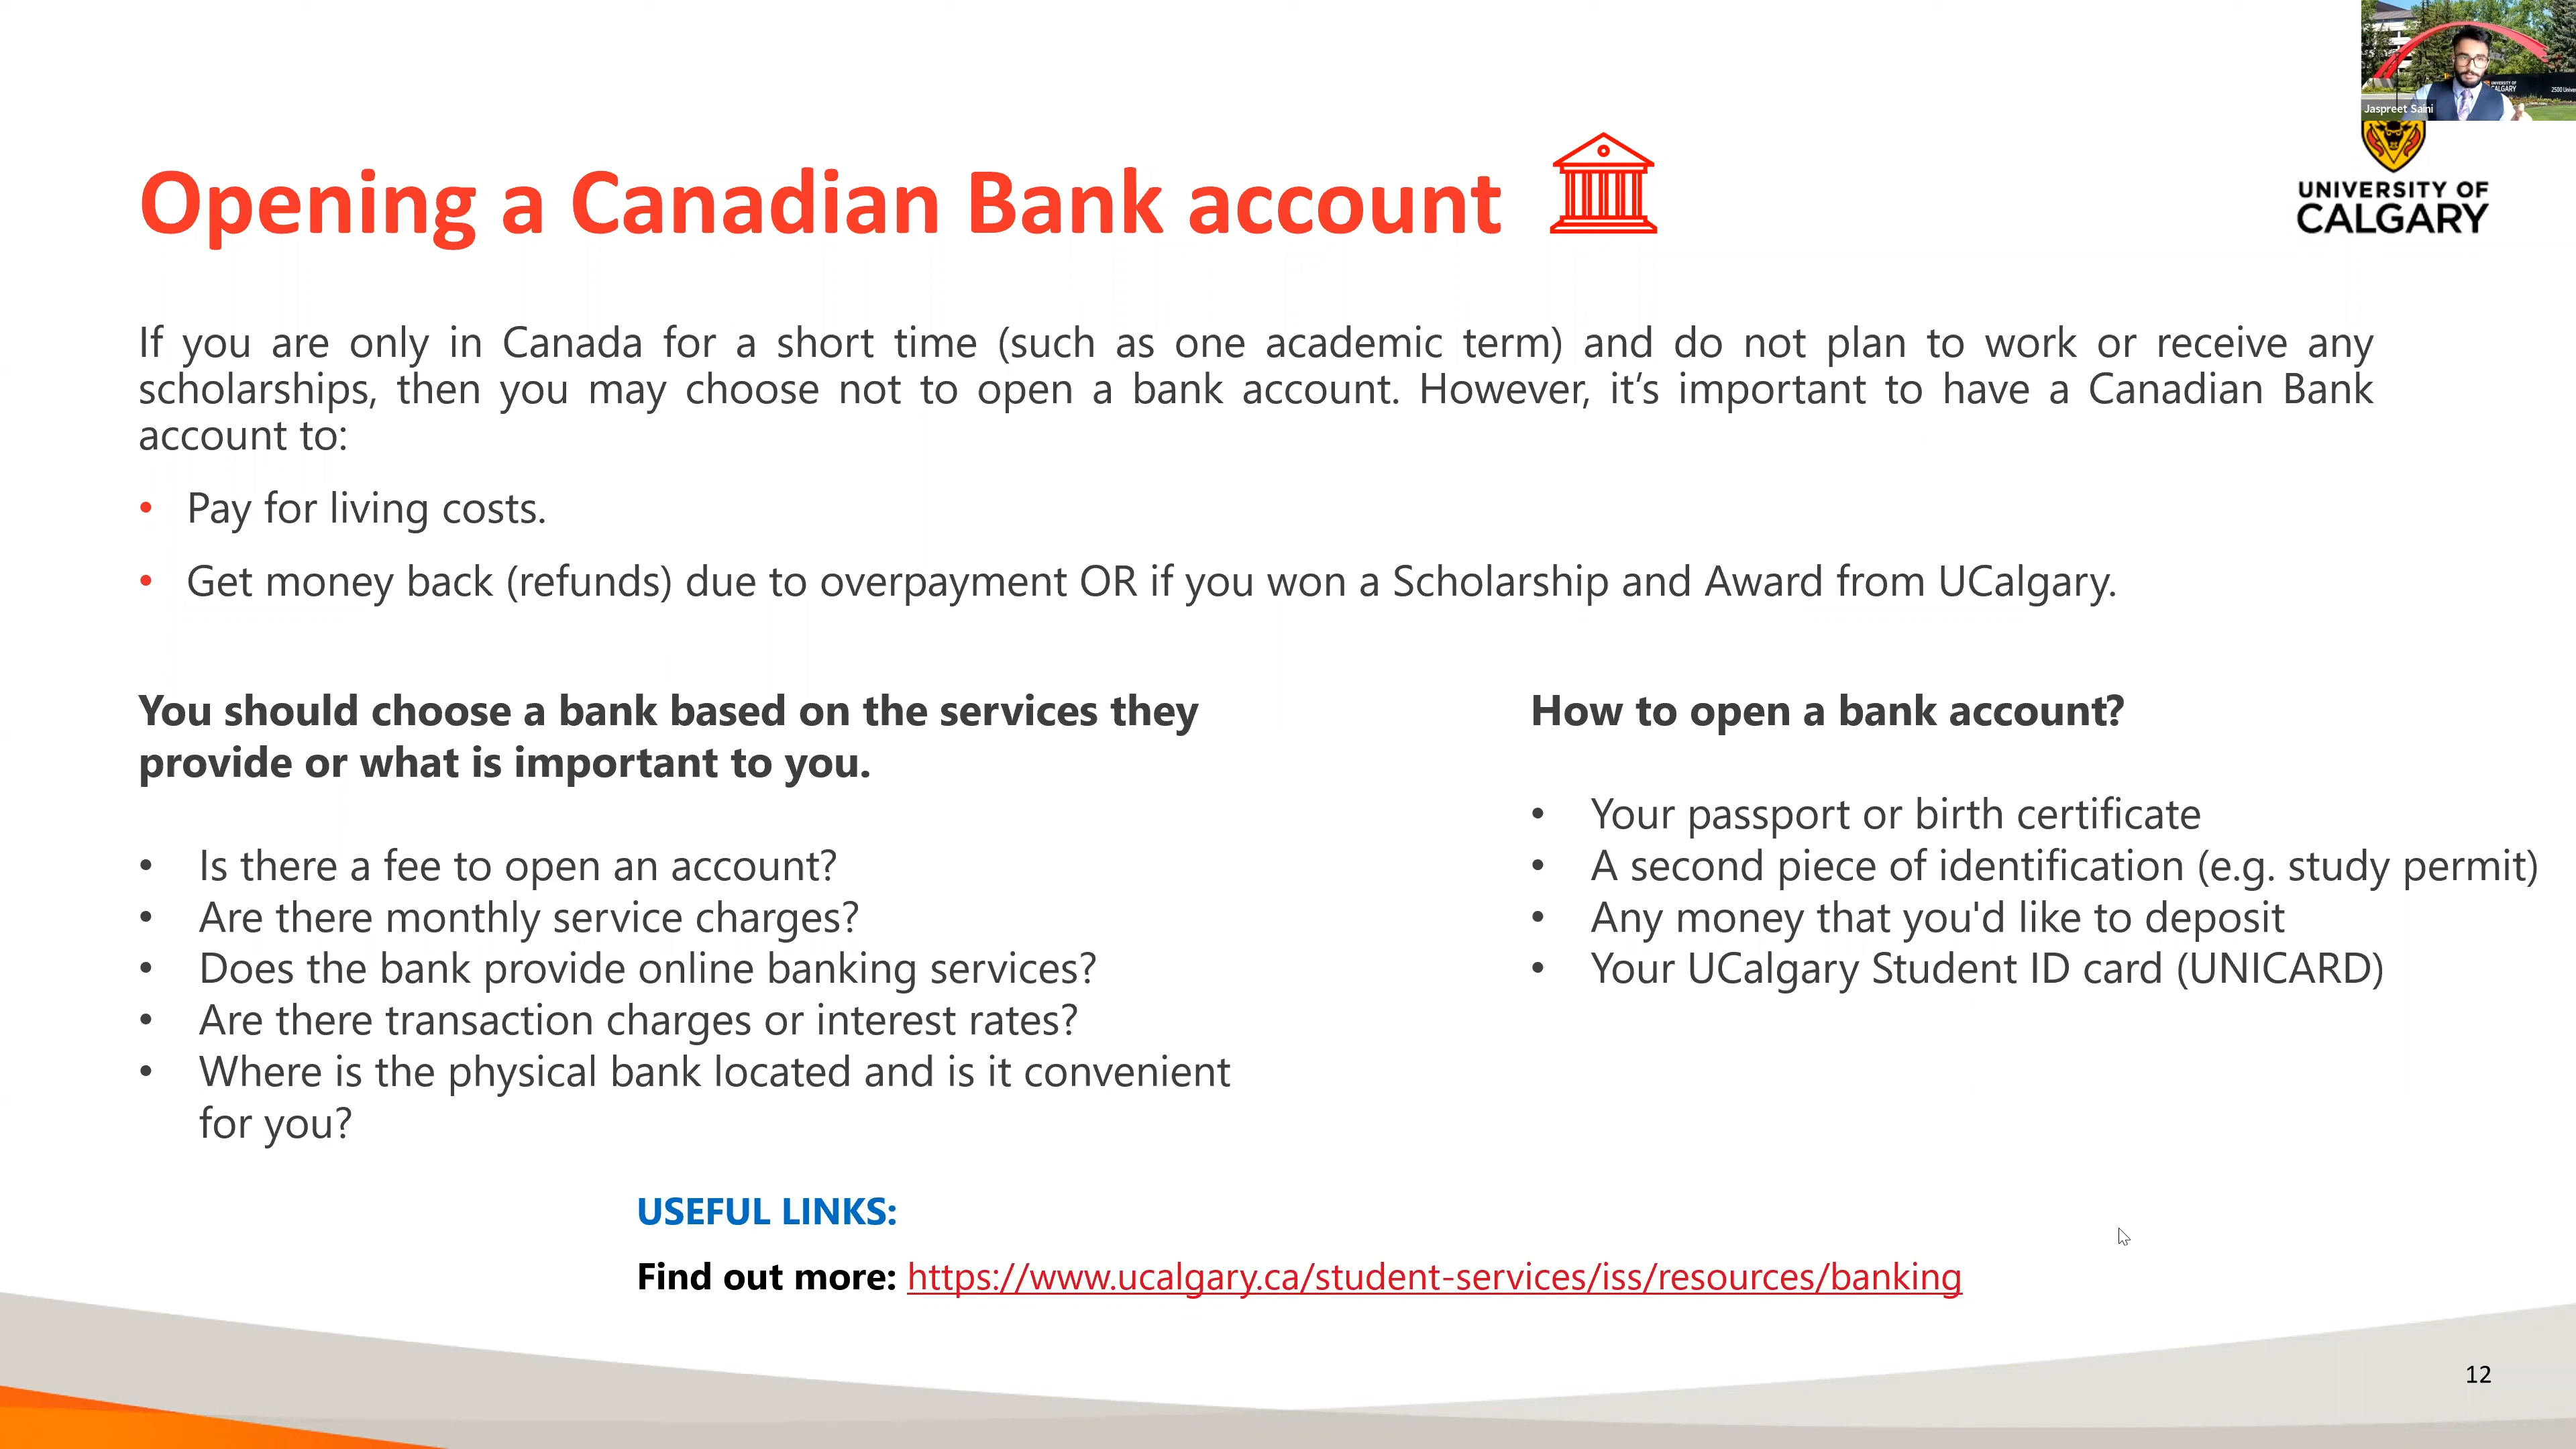 Jaspreet Saini
UNIVERSITY OF
CALGARY
Opening a Canadian Bank account
UNIVERSITY OF
CALGARY
If you are only in Canada for a short time (such as one academic term) and do not plan to work or receive any
scholarships, then you may choose not to open a bank account. However, it’s important to have a Canadian Bank
account to:
• Pay for living costs.
• Get money back (refunds) due to overpayment OR if you won a Scholarship and Award from UCalgary.
You should choose a bank based on the services they
provide or what is important to you.
• Is there a fee to open an account?
• Are there monthly service charges?
• Does the bank provide online banking services?
• Are there transaction charges or interest rates?
• Where is the physical bank located and is it convenient
for you?
How to open a bank account?
• Your passport or birth certificate
• A second piece of identification (e.g. study permit)
• Any money that you'd like to deposit
• Your UCalgary Student ID card (UNICARD)
USEFUL LINKS:
Find out more: https://www.ucalgary.ca/student-services/iss/resources/banking
12